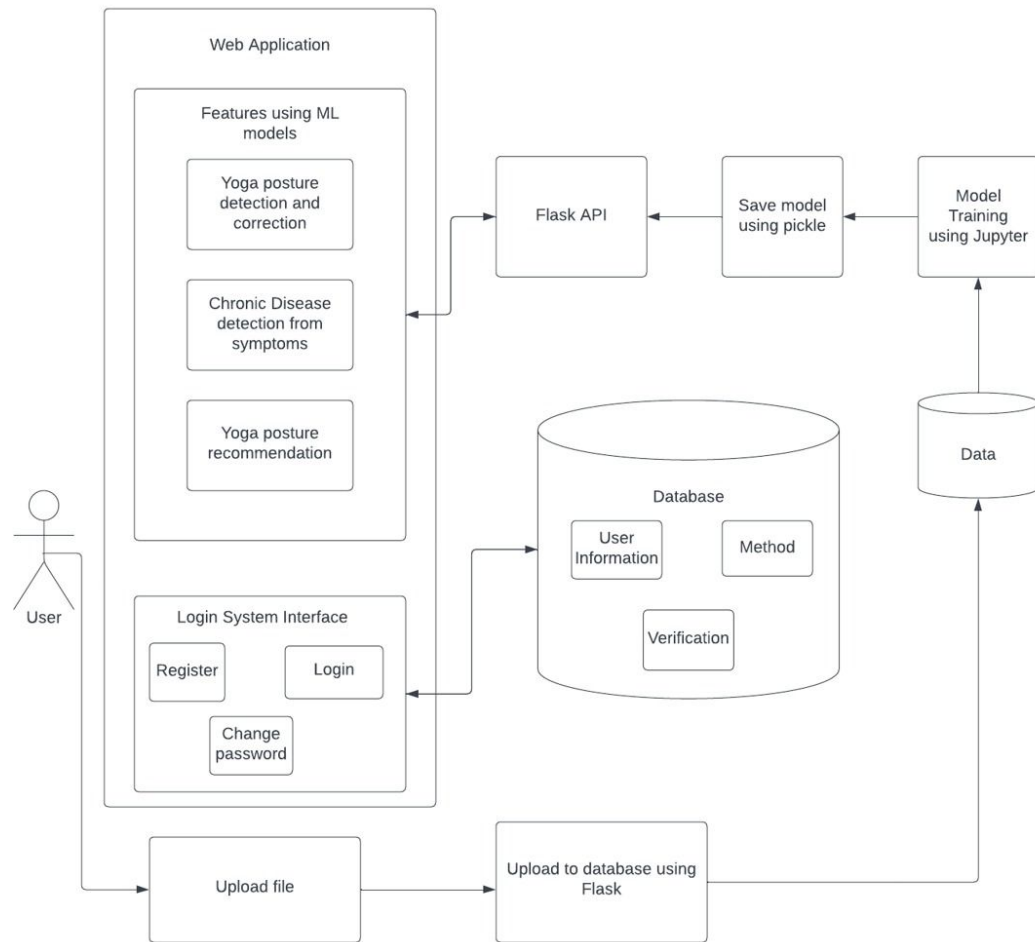 Web Application
Features using ML
models
Yoga posture
detection and
correction
Chronic Disease
detection from
symptoms
Yoga posture
recommendation
Flask API
Save model
using pickle
Model
Training
using Jupyter
Data
Database
User
Information
Method
Verification
User
Login System Interface
Register
Login
Change
password
Upload file
Upload to database using
Flask